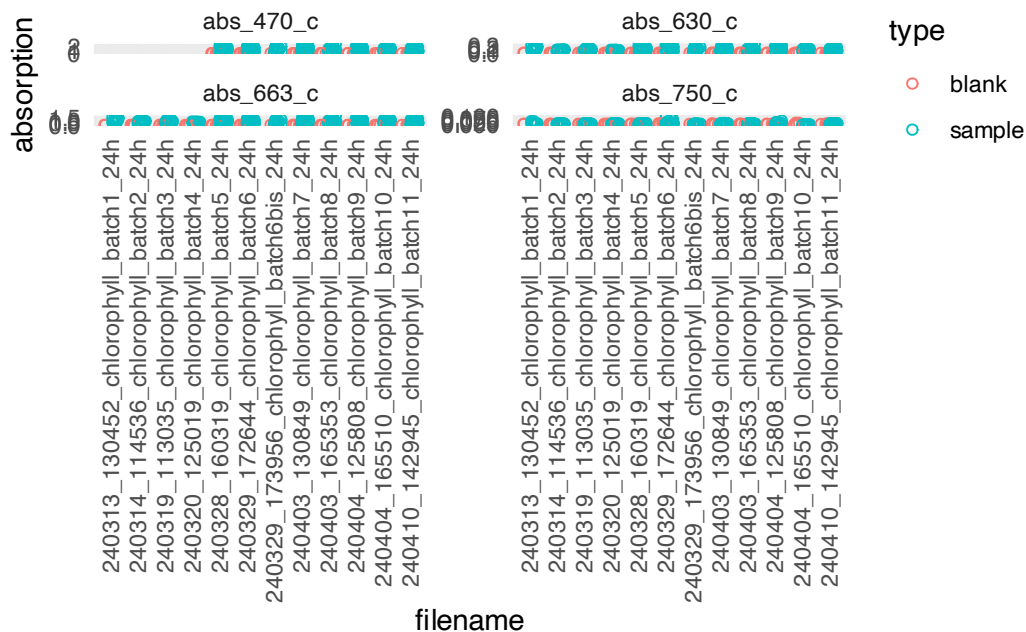 abs_470_c
abs_630_c
abs_663_c
abs_750_c
absorption
240313_130452_chlorophyll_batch1_24h
240314_114536_chlorophyll_batch2_24h
240319_113035_chlorophyll_batch3_24h
240320_125019_chlorophyll_batch4_24h
240328_160319_chlorophyll_batch5_24h
240329_172644_chlorophyll_batch6_24h
240329_173956_chlorophyll_batch6bis_24h
240403_130849_chlorophyll_batch7_24h
240403_165353_chlorophyll_batch8_24h
240404_125808_chlorophyll_batch9_24h
240404_165510_chlorophyll_batch10_24h
240410_142945_chlorophyll_batch11_24h
240313_130452_chlorophyll_batch1_24h
240314_114536_chlorophyll_batch2_24h
240319_113035_chlorophyll_batch3_24h
240320_125019_chlorophyll_batch4_24h
240328_160319_chlorophyll_batch5_24h
240329_172644_chlorophyll_batch6_24h
240329_173956_chlorophyll_batch6bis_24h
240403_130849_chlorophyll_batch7_24h
240403_165353_chlorophyll_batch8_24h
240404_125808_chlorophyll_batch9_24h
240404_165510_chlorophyll_batch10_24h
240410_142945_chlorophyll_batch11_24h
filename
type
blank
sample